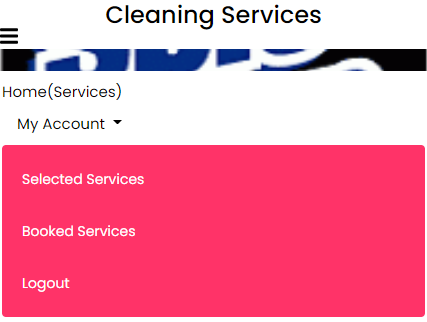 Cleaning Services
Home(Services)
My Account
Selected Services
Booked Services
Logout